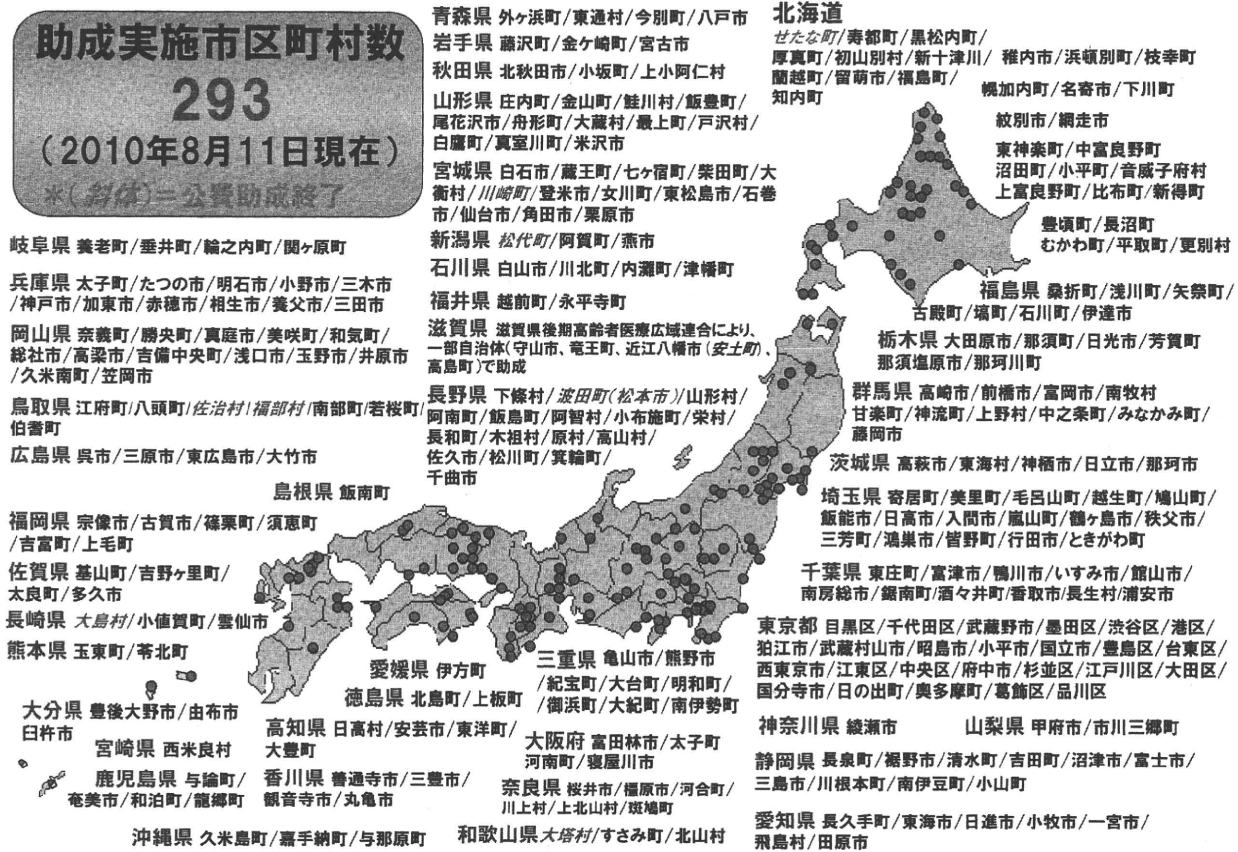 助成実施市区町村数
293
(2010年8月11日現在)
*(斜体)=公費助成終了
岐阜県 養老町/垂井町/輪之内町/関ヶ原町
兵庫県 太子町/たつの市/明石市/小野市/三木市
/神戸市/加東市/赤穂市/相生市/養父市/三田市
岡山県 奈義町/勝央町/真庭市/美咲町/和気町/
総社市/高梁市/吉備中央町/浅口市/玉野市/井原市
/久米南町/笠岡市
鳥取県 江府町/八頭町/佐治村/福部村/南部町/若桜町/
伯耆町
広島県 呉市/三原市/東広島市/大竹市
島根県 飯南町
福岡県 宗像市/古賀市/篠栗町/須恵町
/吉富町/上毛町
佐賀県 基山町/吉野ヶ里町/
太良町/多久市
長崎県 大島村/小値賀町/雲仙市
熊本県 玉東町/苓北町
大分県 豊後大野市/由布市
臼杵市
宮崎県 西米良村
鹿児島県 与論町/
奄美市/和泊町/龍郷町
沖縄県 久米島町/嘉手納町/与那原町
青森県 外ヶ浜町/東通村/今別町/八戸市
岩手県 藤沢町/金ケ崎町/宮古市
秋田県 北秋田市/小坂町/上小阿仁村
山形県 庄内町/金山町/鮭川村/飯豊町/
尾花沢市/舟形町/大蔵村/最上町/戸沢村/
白鷹町/真室川町/米沢市
宮城県 白石市/蔵王町/七ヶ宿町/柴田町/大
衡村/川崎町/登米市/女川町/東松島市/石巻
市/仙台市/角田市/栗原市
新潟県 松代町/阿賀町/燕市
石川県 白山市/川北町/内灘町/津幡町
福井県 越前町/永平寺町
滋賀県 滋賀県後期高齢者医療広域連合により、
一部自治体(守山市、竜王町、近江八幡市(安土町)、
高島町)で助成
長野県 下條村/波田町(松本市)/山形村/
阿南町/飯島町/阿智村/小布施町/栄村/
長和町/木祖村/原村/高山村/
佐久市/松川町/箕輪町/
千曲市
愛媛県 伊方町
徳島県 北島町/上板町
高知県 日高村/安芸市/東洋町/
大豊町
香川県 善通寺市/三豊市/
観音寺市/丸亀市
三重県 亀山市/熊野市
/紀宝町/大台町/明和町/
/御浜町/大紀町/南伊勢町
大阪府 富田林市/太子町
河南町/寝屋川市
奈良県 桜井市/橿原市/河合町/
川上村/上北山村/斑鳩町
和歌山県 大塔村/すさみ町/北山村
北海道
せたな町/寿都町/黒松内町/
厚真町/初山別村/新十津川/ 稚内市/浜頓別町/枝幸町
蘭越町/留萌市/福島町/
知内町
幌加内町/名寄市/下川町
紋別市/網走市
東神楽町/中富良野町
沼田町/小平町/音威子府村
上富良野町/比布町/新得町
豊頃町/長沼町
むかわ町/平取町/更別村
福島県 桑折町/浅川町/矢祭町/
古殿町/塙町/石川町/伊達市
栃木県 大田原市/那須町/日光市/芳賀町
那須塩原市/那珂川町
群馬県 高崎市/前橋市/富岡市/南牧村
甘楽町/神流町/上野村/中之条町/みなかみ町/
藤岡市
茨城県 高萩市/東海村/神栖市/日立市/那珂市
埼玉県 寄居町/美里町/毛呂山町/越生町/鳩山町/
飯能市/日高市/入間市/嵐山町/鶴ヶ島市/秩父市/
三芳町/鴻巣市/皆野町/行田市/ときがわ町
千葉県 東庄町/富津市/鴨川市/いすみ市/館山市/
南房総市/鋸南町/酒々井町/香取市/長生村/浦安市
東京都 目黒区/千代田区/武蔵野市/墨田区/渋谷区/港区/
狛江市/武蔵村山市/昭島市/小平市/国立市/豊島区/台東区/
西東京市/江東区/中央区/府中市/杉並区/江戸川区/大田区/
国分寺市/日の出町/奥多摩町/葛飾区/品川区
神奈川県 綾瀬市
山梨県 甲府市/市川三郷町
静岡県 長泉町/裾野市/清水町/吉田町/沼津市/富士市/
三島市/川根本町/南伊豆町/小山町
愛知県 長久手町/東海市/日進市/小牧市/一宮市/
飛島村/田原市